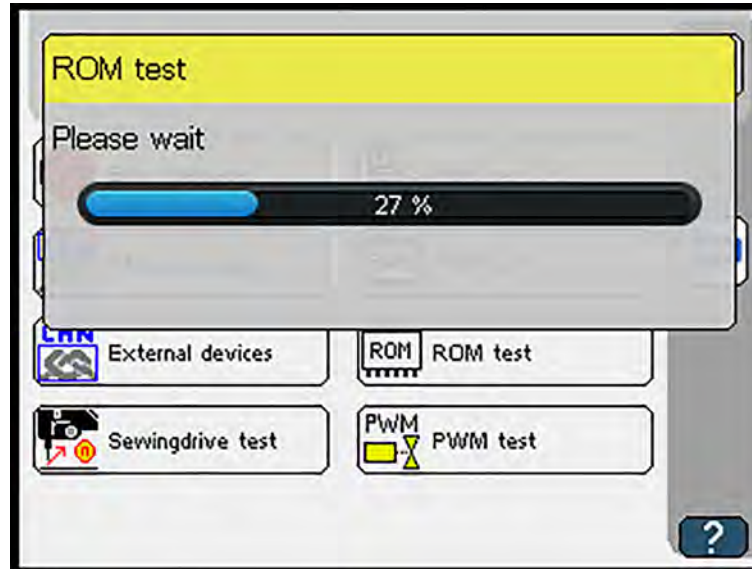 ROM test
Please wait
27 %
CAN
External devices
ROM
ROM test
Sewingdrive test
n
PWM
PWM test
?